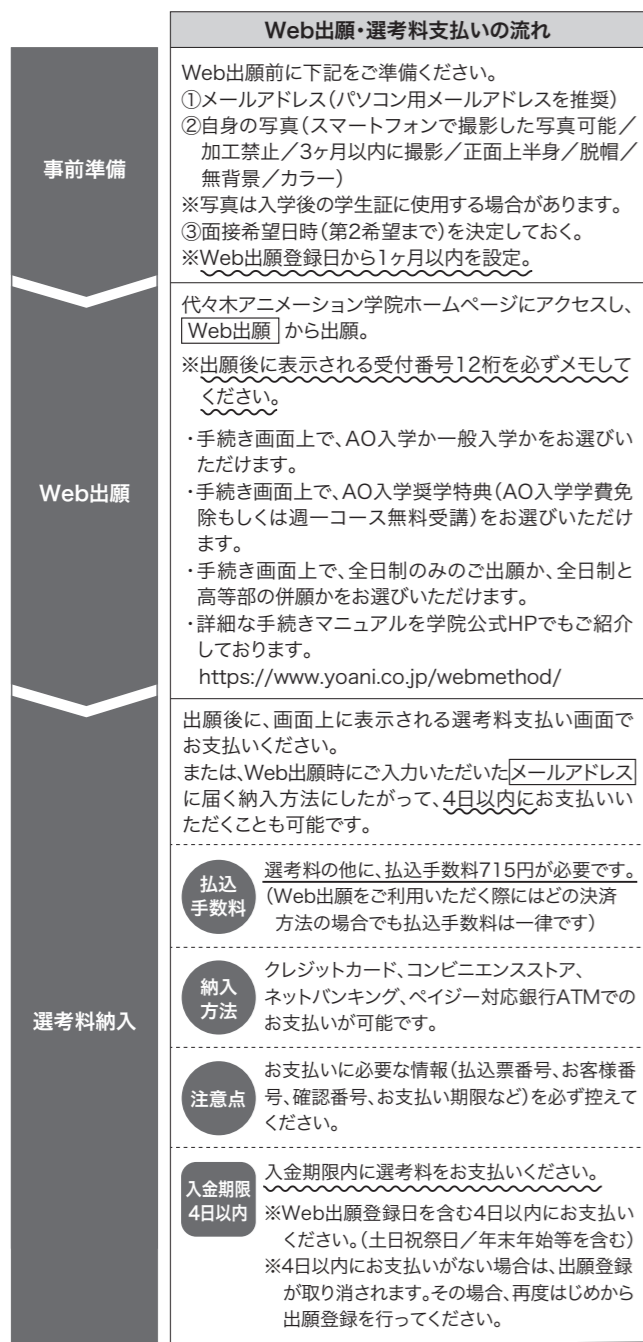 Web出願・選考料支払いの流れ
事前準備
Web出願前に下記をご準備ください。
①メールアドレス(パソコン用メールアドレスを推奨)
②自身の写真(スマートフォンで撮影した写真可能／
加工禁止／3ヶ月以内に撮影／正面上半身／脱帽／
無背景／カラー)
※写真は入学後の学生証に使用する場合があります。
③面接希望日時(第2希望まで)を決定しておく。
※Web出願登録日から1ヶ月以内を設定。
Web出願
代々木アニメーション学院ホームページにアクセスし、
Web出願 から出願。
※出願後に表示される受付番号12桁を必ずメモして
ください。
・手続き画面上で、AO入学か一般入学かをお選びい
ただけます。
・手続き画面上で、AO入学奨学特典(AO入学学費免
除もしくは週一コース無料受講)をお選びいただけ
ます。
・手続き画面上で、全日制のみのご出願か、全日制と
高等部の併願かをお選びいただけます。
・詳細な手続きマニュアルを学院公式HPでもご紹介
しております。
https://www.yoani.co.jp/webmethod/
選考料納入
出願後に、画面上に表示される選考料支払い画面で
お支払いください。
または、Web出願時にご入力いただいたメールアドレス
に届く納入方法にしたがって、4日以内にお支払いい
ただくことも可能です。
払込
手数料
選考料の他に、払込手数料715円が必要です。
(Web出願をご利用いただく際にはどの決済
方法の場合でも払込手数料は一律です)
納入
方法
クレジットカード、コンビニエンスストア、
ネットバンキング、ペイジー対応銀行ATMでの
お支払いが可能です。
注意点
お支払いに必要な情報(払込票番号、お客様番
号、確認番号、お支払い期限など)を必ず控えて
ください。
入金期限
4日以内
入金期限内に選考料をお支払いください。
※Web出願登録日を含む4日以内にお支払い
ください。(土日祝祭日／年末年始等を含む)
※4日以内にお支払いがない場合は、出願登録
が取り消されます。その場合、再度はじめから
出願登録を行ってください。